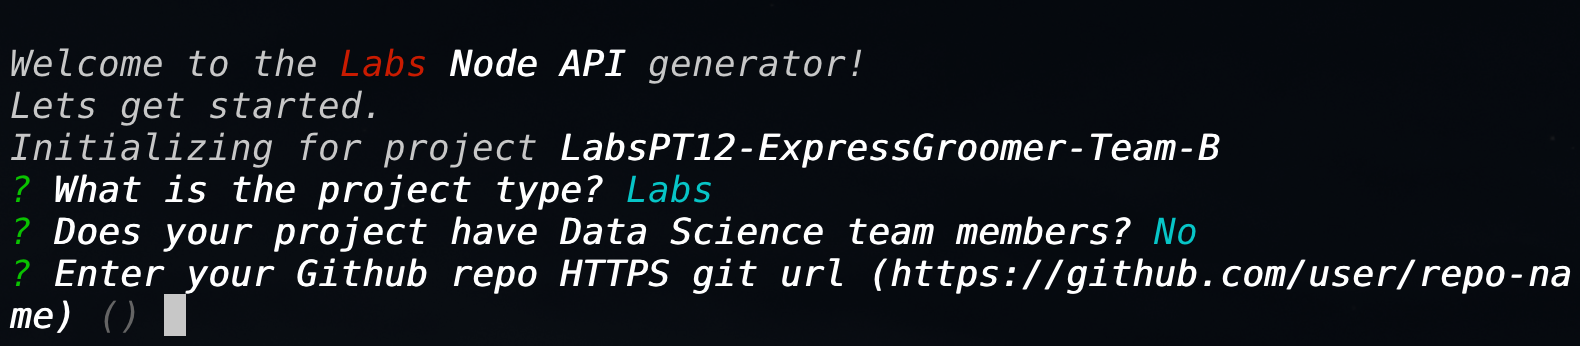 Welcome to the Labs Node API generator!
Lets get started.
Initializing for project LabsPT12-ExpressGroomer-Team-B
? What is the project type? Labs
? Does your project have Data Science team members? No
? Enter your Github repo HTTPS git url (https://github.com/user/repo-na
me) ()